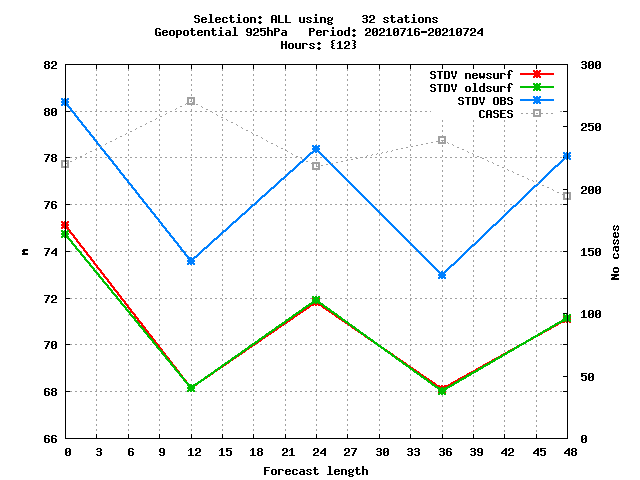 Selection: ALL using    32 stations
Geopotential 925hPa   Period: 20210716-20210724
Hours: {12}
STDV newsurf
STDV oldsurf
STDV OBS
CASES
82
80
78
76
74
72
70
68
66
m
300
250
200
150
100
50
0
No cases
0 3 6 9 12 15 18 21 24 27 30 33 36 39 42 45 48
Forecast length